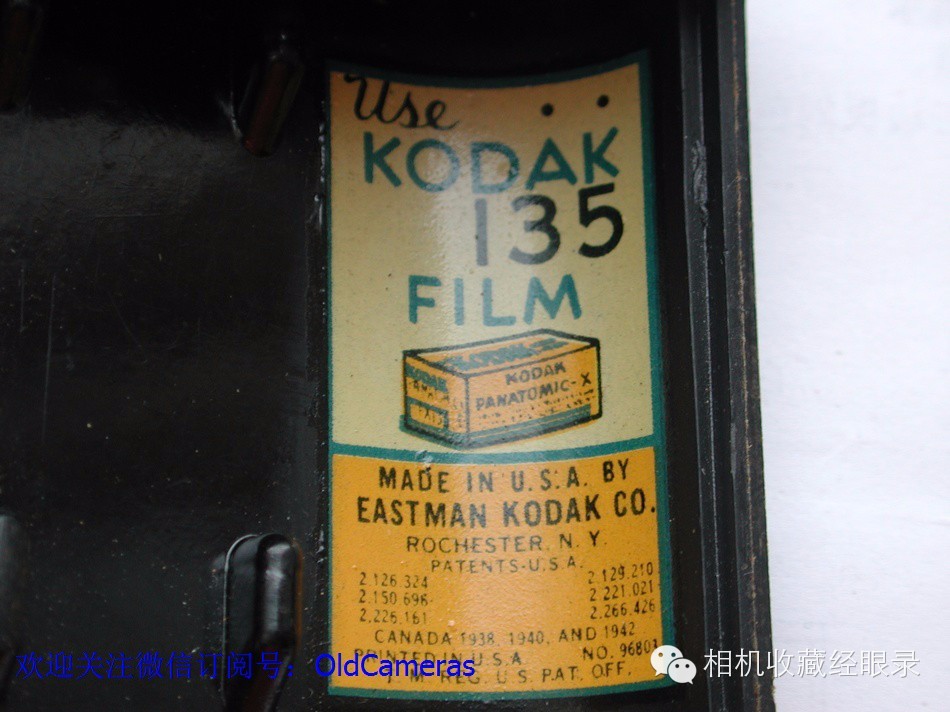 Use
KODAK
135
FILM
KODAK
KODAK
PANATOMIC-X
MADE IN U.S.A. BY
EASTMAN KODAK CO.
ROCHESTER, N.Y.
PATENTS-U.S.A.
2.126.324 2.129.210
2.150.696 2.221.021
2.226.161 2.266.426
CANADA 1938, 1940, AND 1942
PRINTED IN U.S.A. NO. 96801
T. M. REG. U.S. PAT. OFF.
欢迎关注微信订阅号：OldCameras
相机收藏经眼录